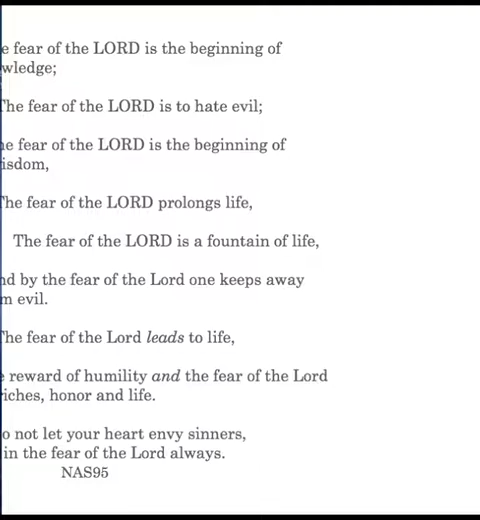 e fear of the LORD is the beginning of
wledge;
The fear of the LORD is to hate evil;
he fear of the LORD is the beginning of
isdom,
The fear of the LORD prolongs life,
The fear of the LORD is a fountain of life,
nd by the fear of the Lord one keeps away
m evil.
The fear of the Lord leads to life,
e reward of humility and the fear of the Lord
riches, honor and life.
o not let your heart envy sinners,
in the fear of the Lord always.
NAS95